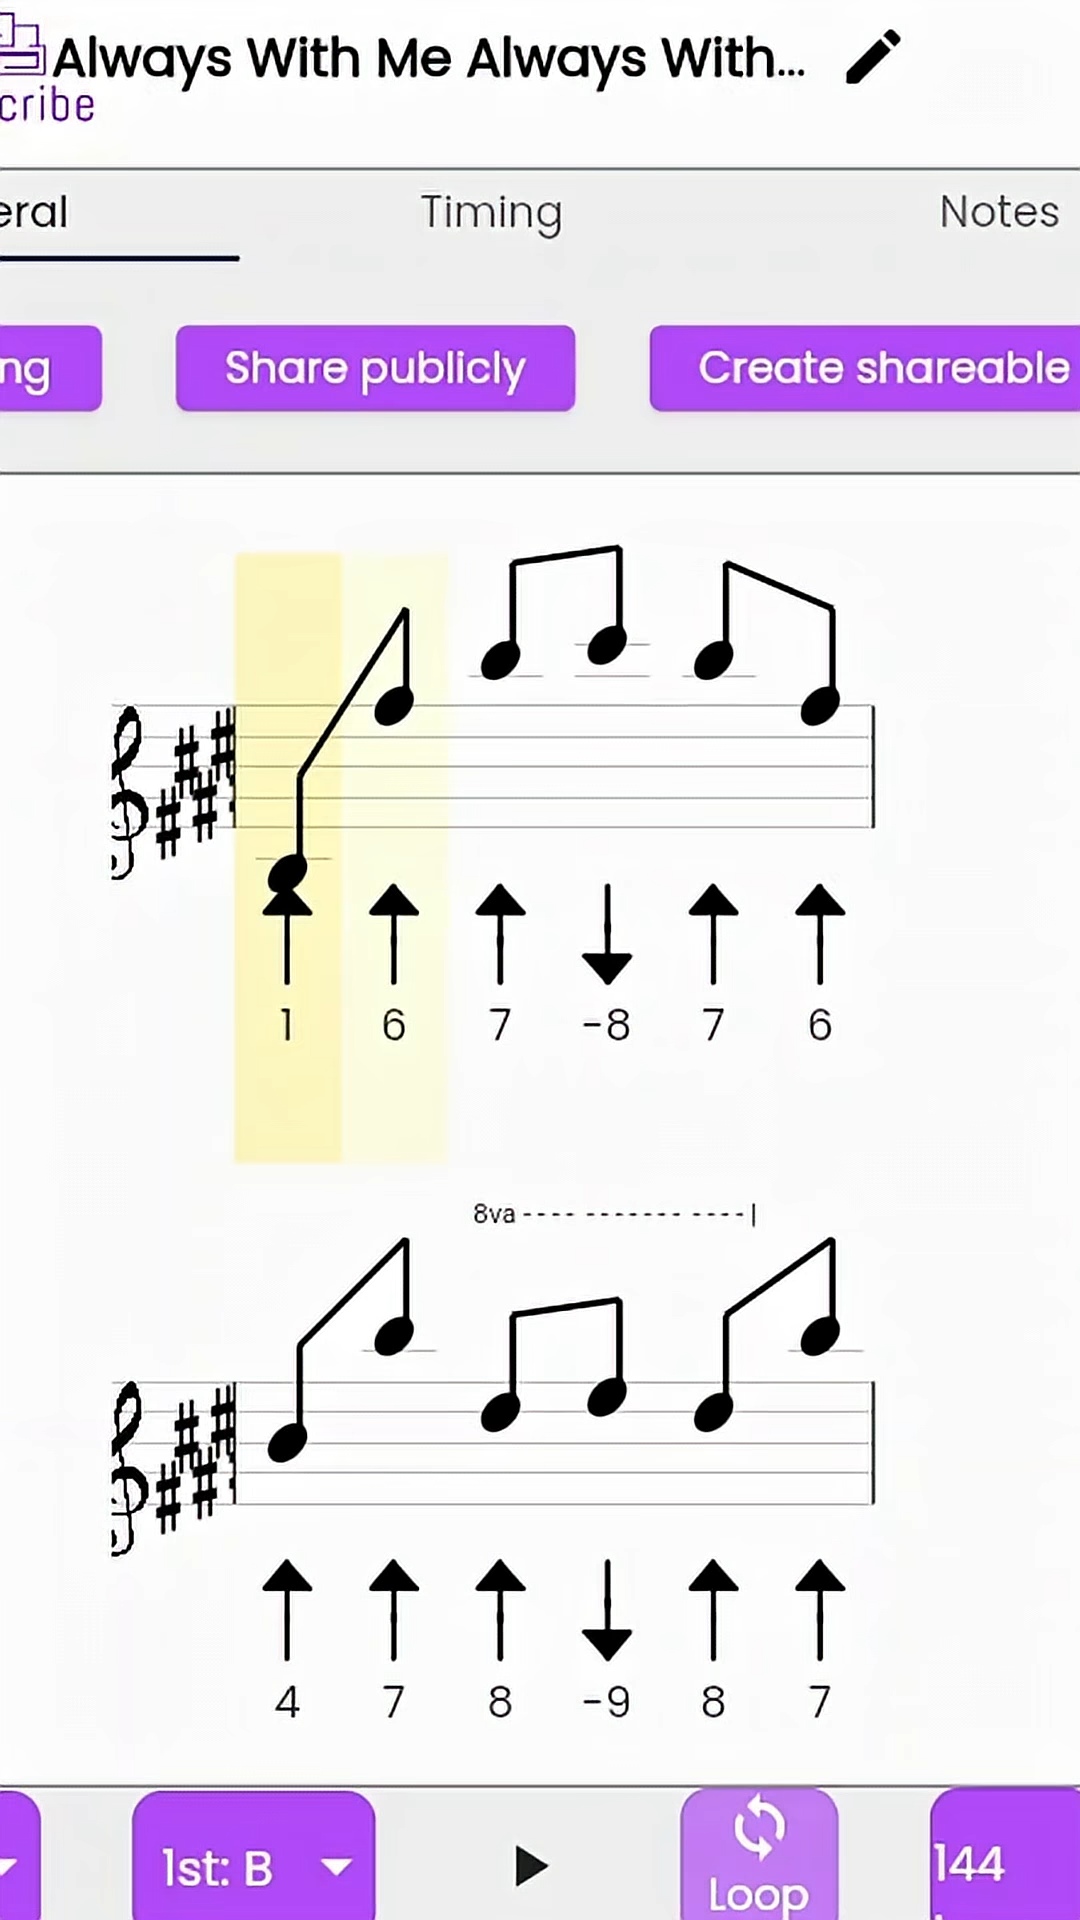 Always With Me Always With...
cribe
eral Timing Notes
ng Share publicly Create shareable
1 6 7 -8 7 6
8va
4 7 8 -9 8 7
1st: B Loop 144